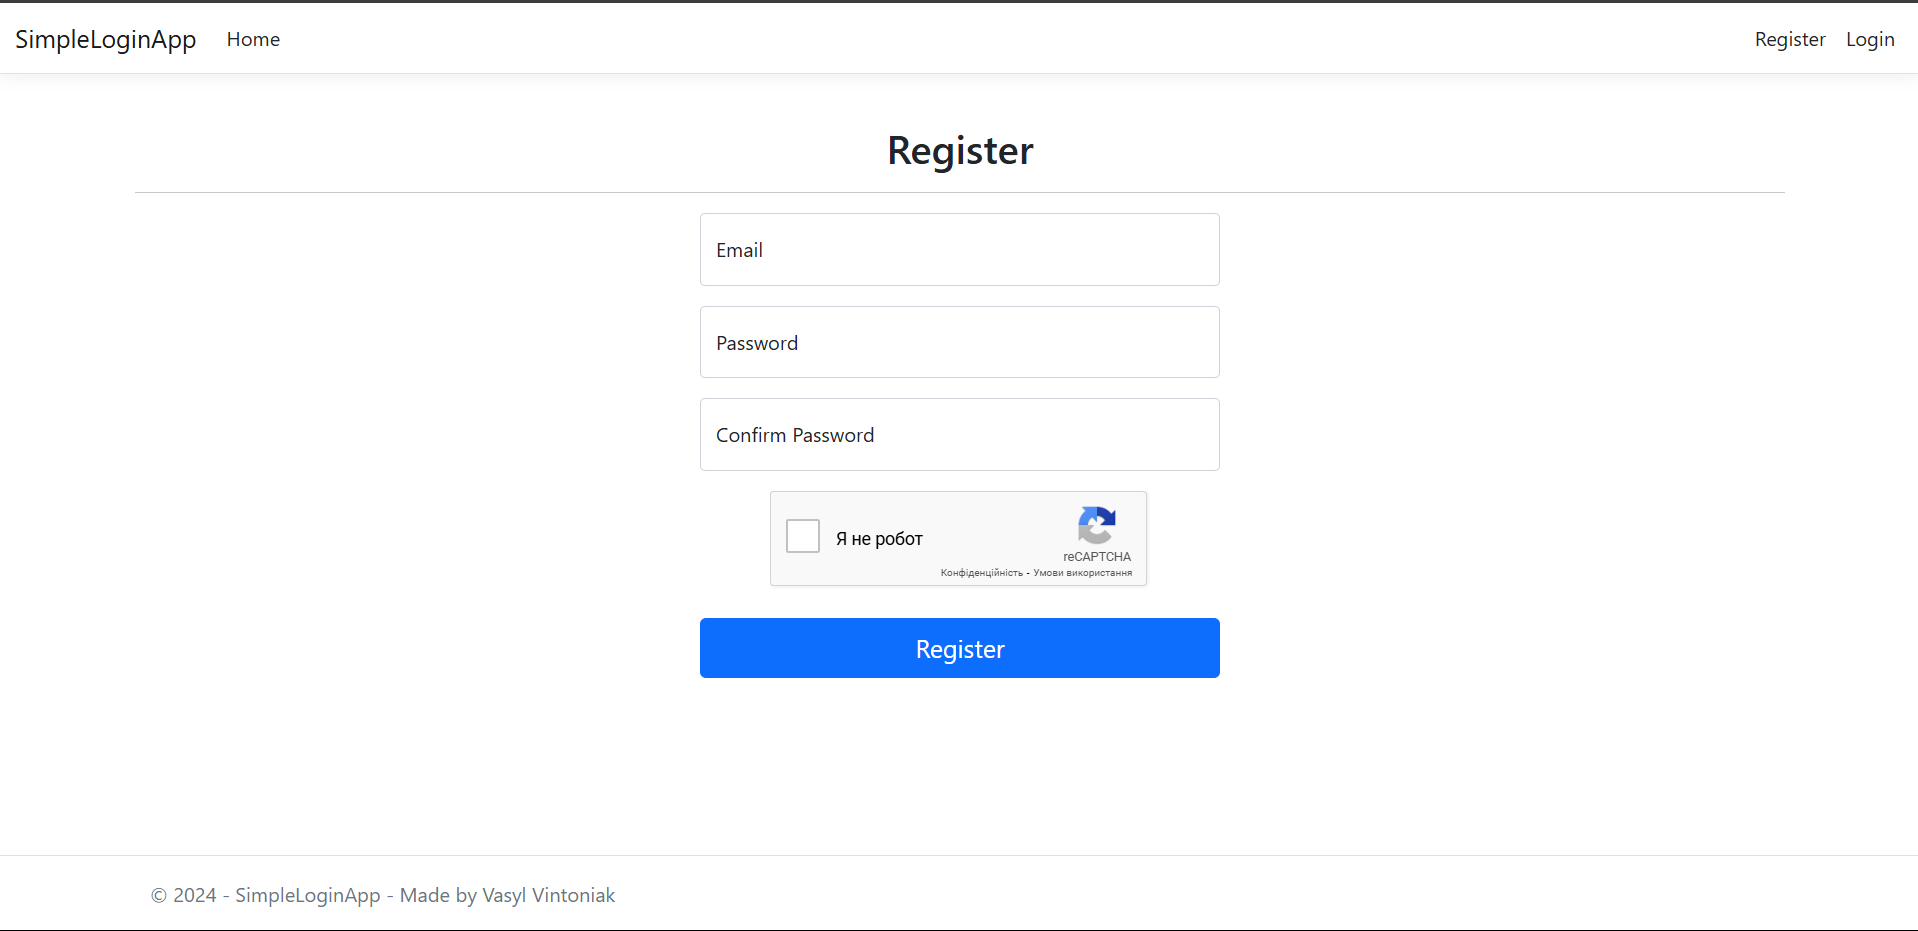 SimpleLoginApp Home Register Login
Register
Email
Password
Confirm Password
Я не робот
reCAPTCHA
Конфіденційність - Умови використання
Register
© 2024 - SimpleLoginApp - Made by Vasyl Vintoniak